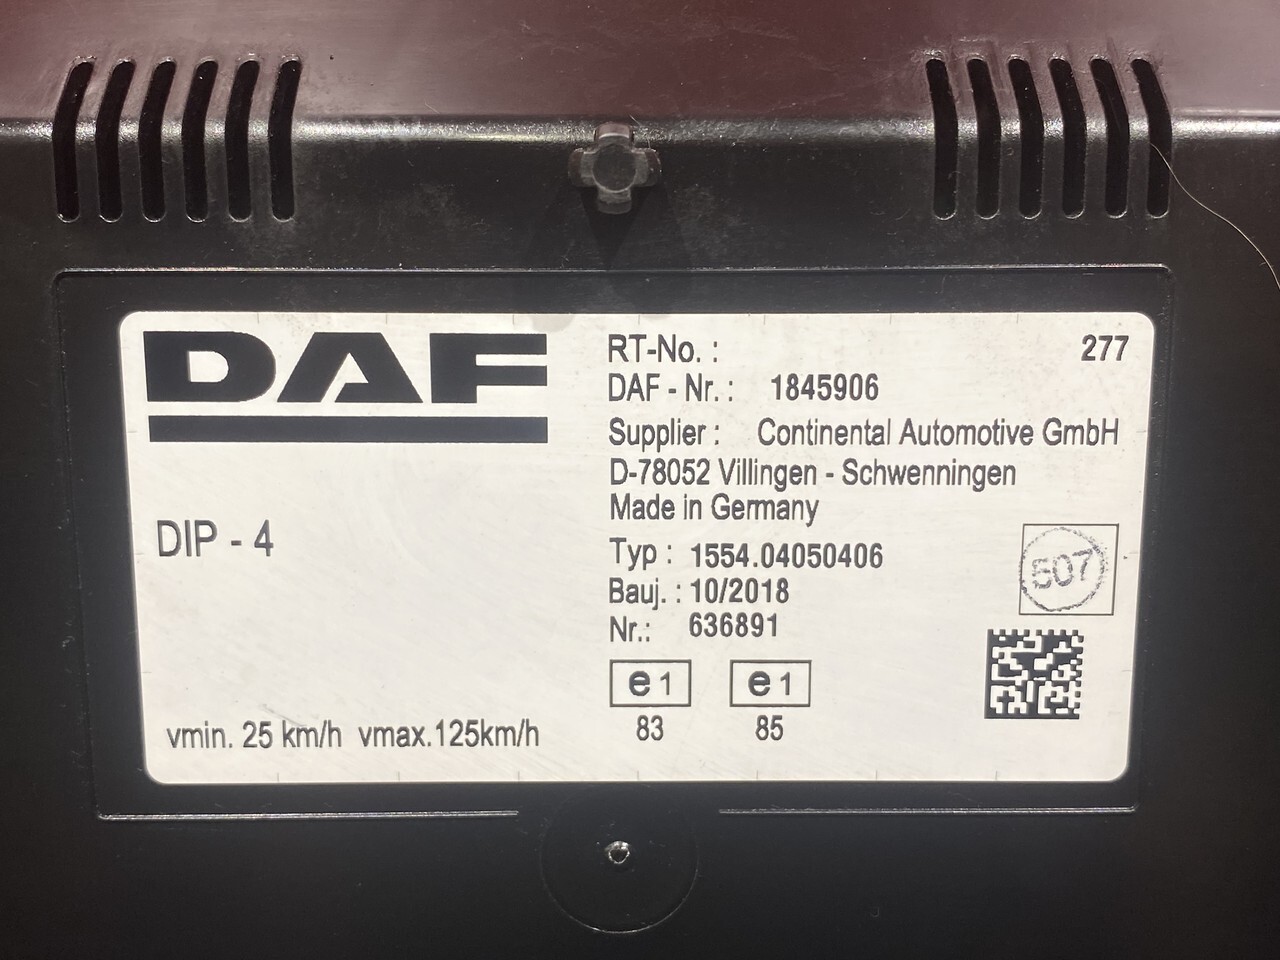 DAF
RT-No. : 277
DAF - Nr. : 1845906
Supplier : Continental Automotive GmbH
D-78052 Villingen - Schwenningen
Made in Germany
DIP - 4
Typ : 1554.04050406
507
Bauj. : 10/2018
Nr.: 636891
e1 e1
83 85
vmin. 25 km/h vmax.125km/h